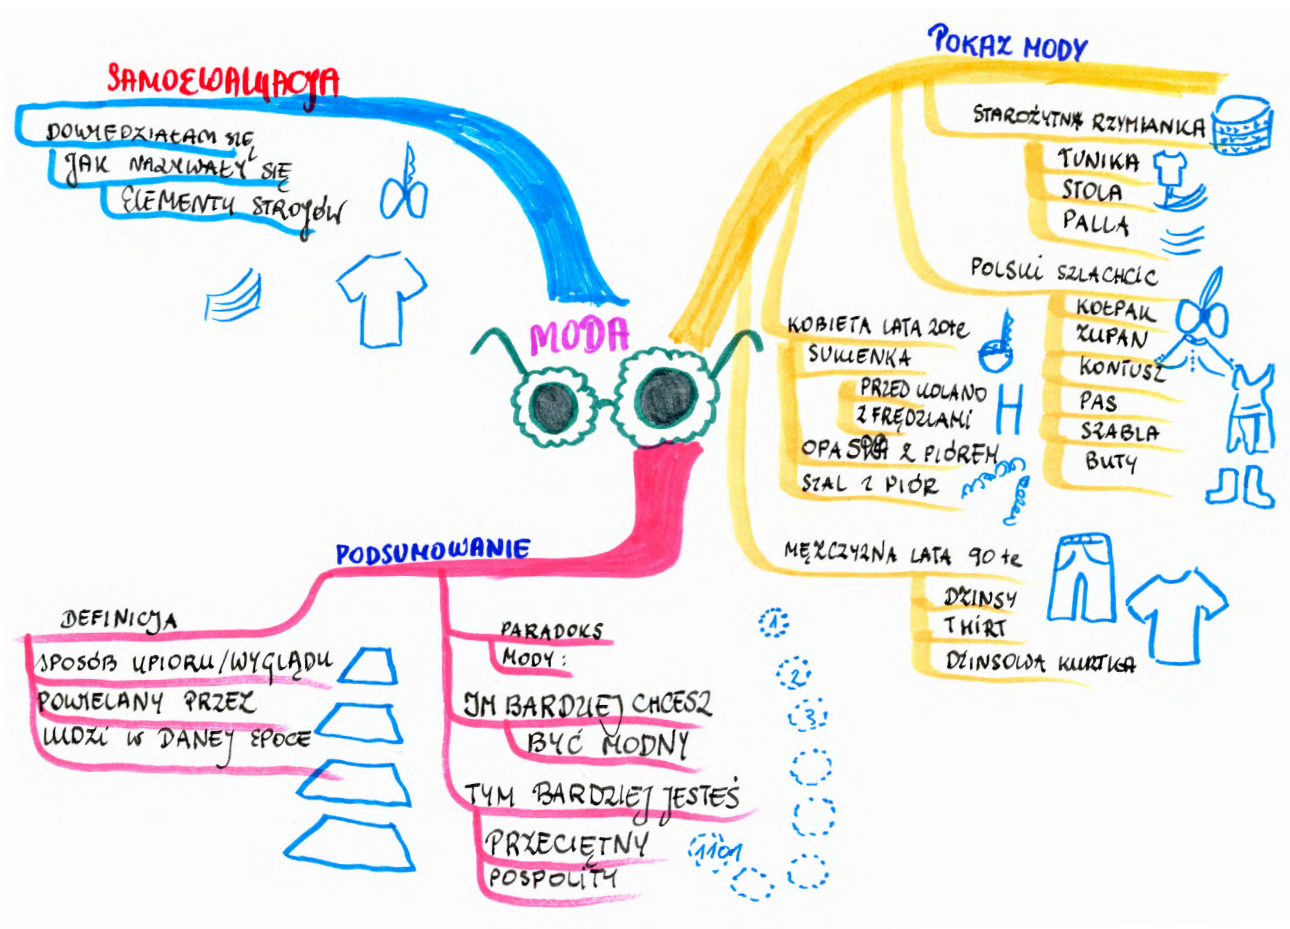 SAMOEWALUACJA
DOWIEDZIAŁAM SIĘ,
JAK NAZYWAŁY SIĘ
ELEMENTY STROJÓW
MODA
POKAZ MODY
STAROŻYTNA RZYMIANKA
TUNIKA
STOLA
PALLA
POLSKI SZLACHCIC
KOŁPAK
ŻUPAN
KONTUSZ
PAS
SZABLA
BUTY
KOBIETA LATA 20te
SUKIENKA
PRZED KOLANO
Z FRĘDZLAMI
OPASKA Z PIÓREM
SZAL Z PIÓR
MĘŻCZYZNA LATA 90te
DŻINSY
THIRT
DŻINSOWA KURTKA
PODSUMOWANIE
DEFINICJA
SPOSÓB UBIORU/WYGLĄDU
POWIELANY PRZEZ
LUDZI W DANEJ EPOCE
PARADOKS
MODY:
IM BARDZIEJ CHCESZ
BYĆ MODNY
TYM BARDZIEJ JESTEŚ
PRZECIĘTNY
POSPOLITY
1
2
3
1101